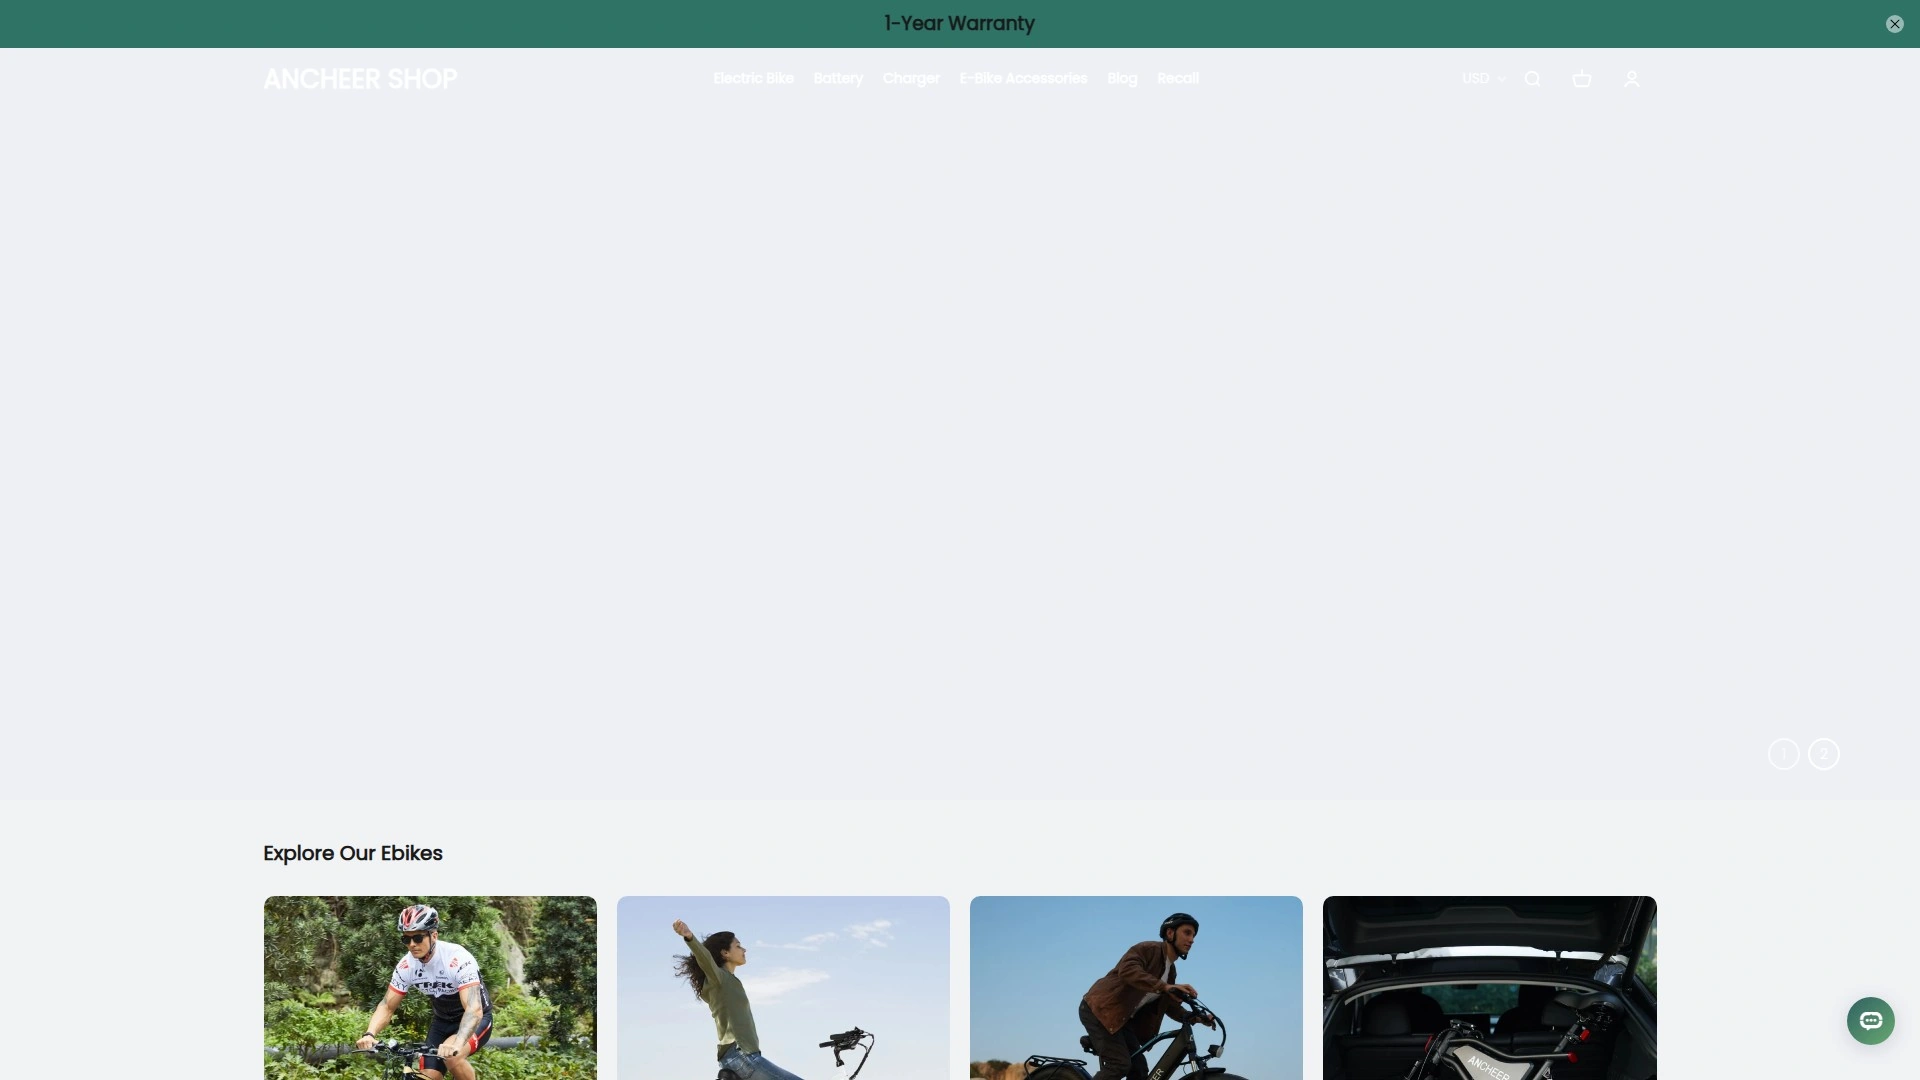 1-Year Warranty
ANCHEER SHOP
Electric Bike
Battery
Charger
E-Bike Accessories
Blog
Recall
USD
1
2
Explore Our Ebikes
TREK
ANCHEER